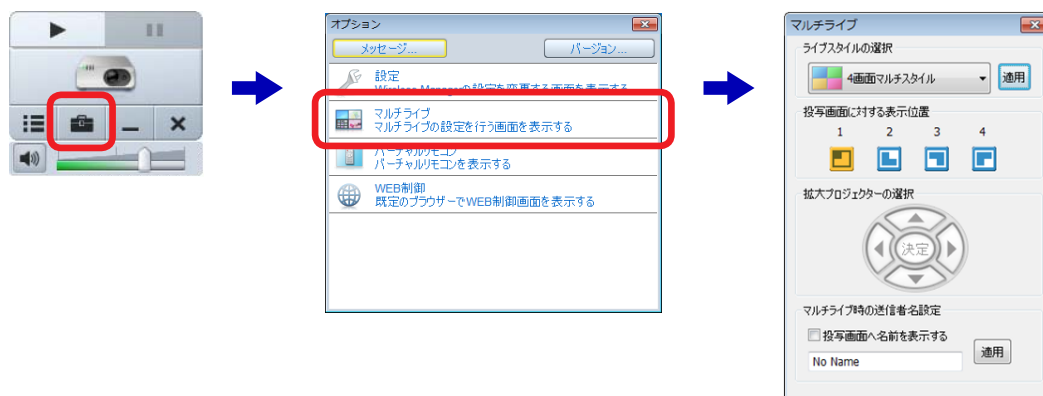 オプション
メッセージ...
バージョン...
設定
Wireless Managerの設定を変更する画面を表示する
マルチライブ
マルチライブの設定を行う画面を表示する
バーチャルリモコン
バーチャルリモコンを表示する
WEB制御
既定のブラウザーでWEB制御画面を表示する
マルチライブ
ライブスタイルの選択
4画面マルチスタイル
適用
投写画面に対する表示位置
1 2 3 4
拡大プロジェクターの選択
決定
マルチライブ時の送信者名設定
投写画面へ名前を表示する
No Name
適用